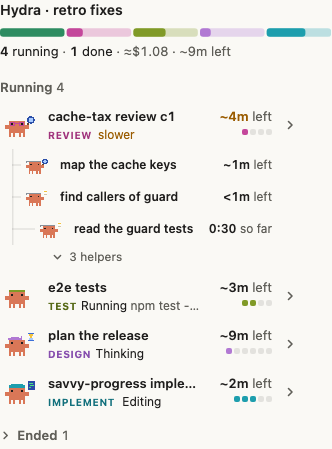 Hydra · retro fixes
4 running · 1 done · ≈$1.08 · ~9m left
Running 4
cache-tax review c1 ~4m left
REVIEW slower
map the cache keys ~1m left
find callers of guard <1m left
read the guard tests 0:30 so far
3 helpers
e2e tests ~3m left
TEST Running npm test -...
plan the release ~9m left
DESIGN Thinking
savvy-progress imple... ~2m left
IMPLEMENT Editing
Ended 1